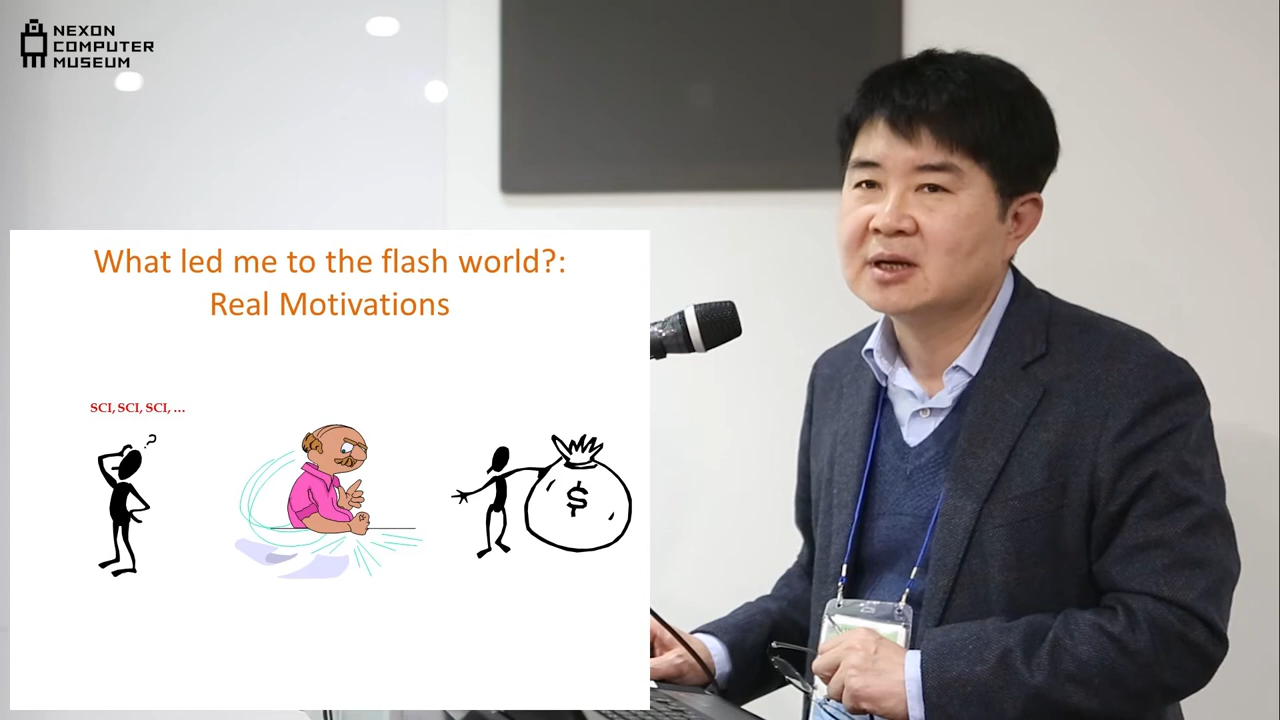 NEXON
COMPUTER
MUSEUM
What led me to the flash world?:
Real Motivations
SCI, SCI, SCI, ...
?
$